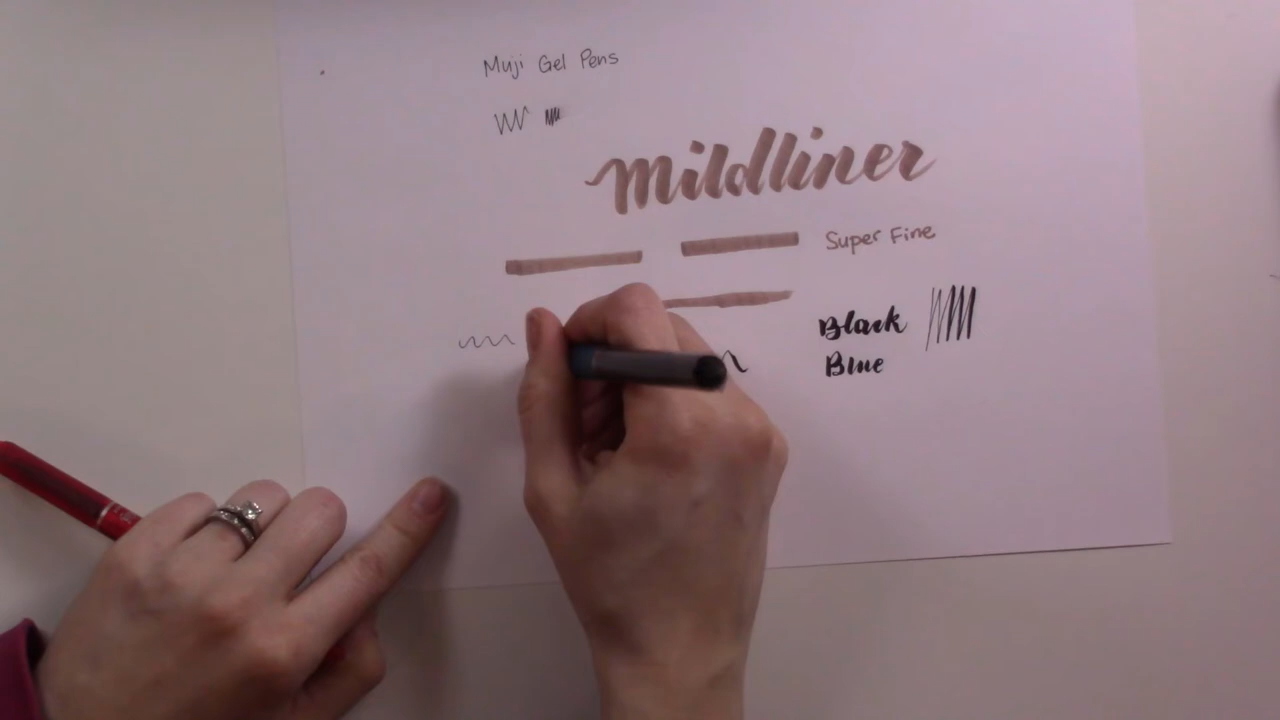 Muji Gel Pens
mildliner
Super Fine
Black
Blue